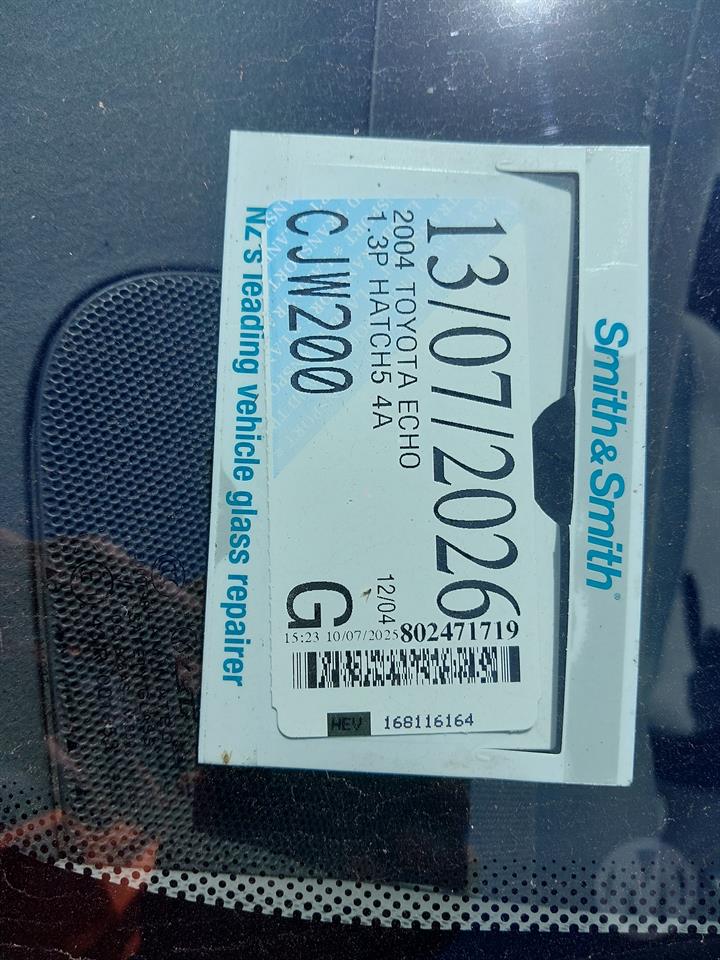 Smith&Smith®
13/07/2026
2004 TOYOTA ECHO
1.3P HATCH5 4A
12/04
CJW200
G
15:23 10/07/2025 802471719
HEV 168116164
NZ's leading vehicle glass repairer